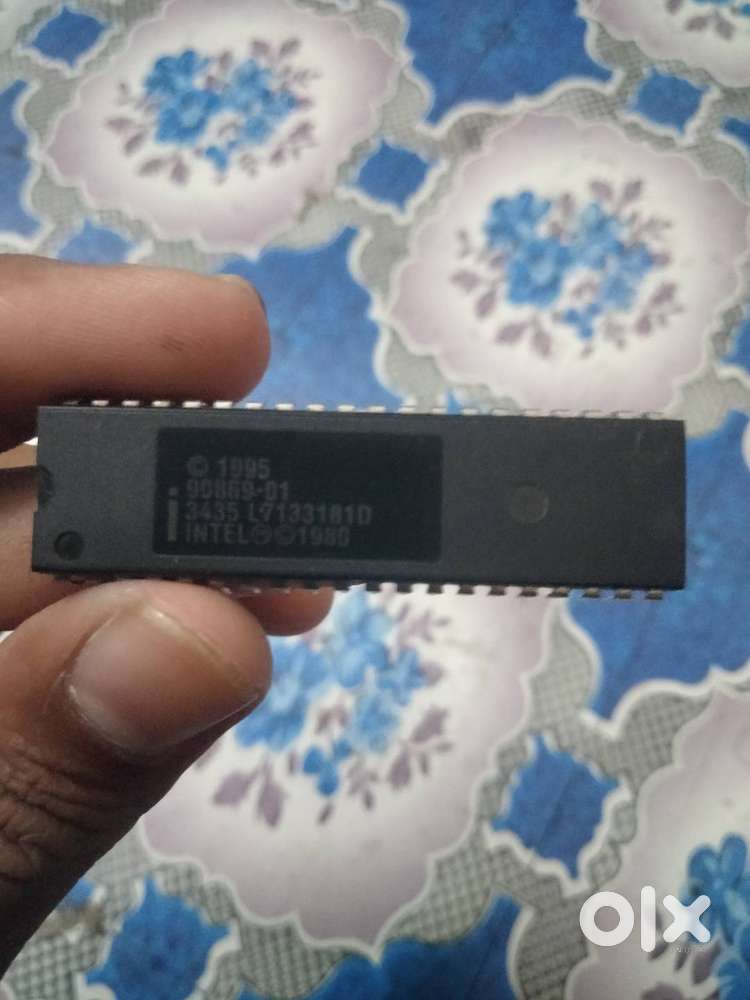 © 1995
90869-01
3435 L7133181D
i
INTEL Ⓜ © 1980
olx